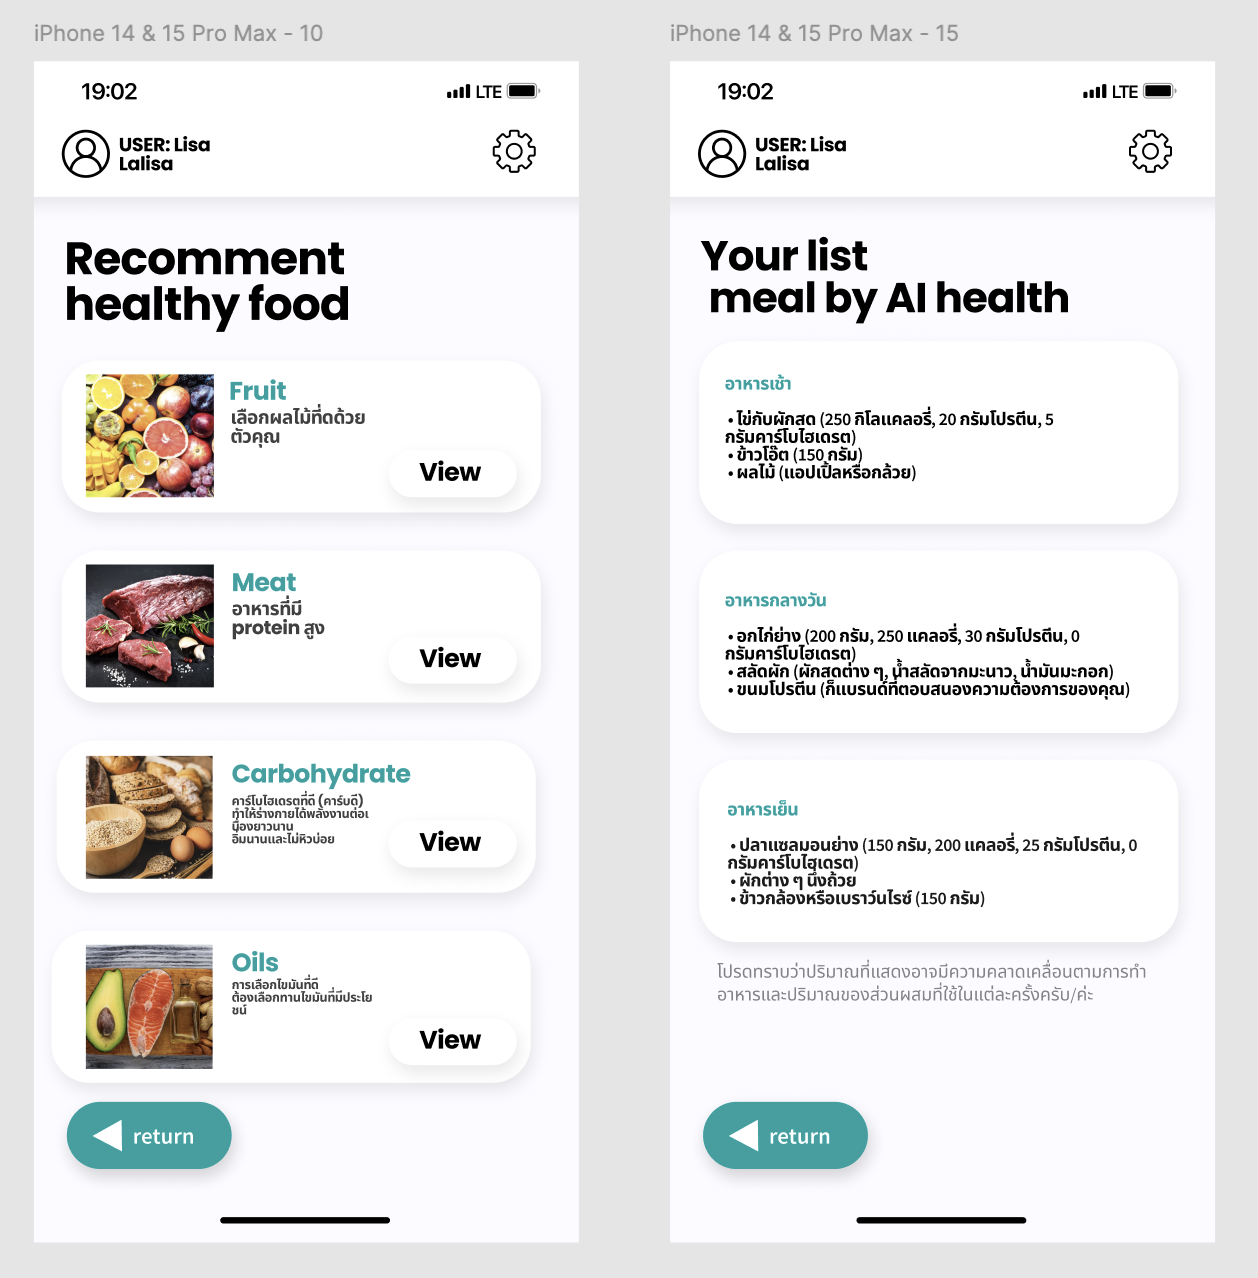 iPhone 14 & 15 Pro Max - 10
19:02
LTE
USER: Lisa
Lalisa
Recomment
healthy food
Fruit
เลือกผลไม้ที่ดด้วย
ตัวคุณ
View
Meat
อาหารที่มี
protein สูง
View
Carbohydrate
คาร์โบไฮเดรตที่ดี (คาร์บดี)
ทำให้ร่างกายได้พลังงานต่อเ
นื่องยาวนาน
อิ่มนานและไม่หิวบ่อย
View
Oils
การเลือกไขมันที่ดี
ต้องเลือกทานไขมันที่มีประโย
ชน์
View
return
iPhone 14 & 15 Pro Max - 15
19:02
LTE
USER: Lisa
Lalisa
Your list
meal by AI health
อาหารเช้า
• ไข่กับผักสด (250 กิโลแคลอรี่, 20 กรัมโปรตีน, 5
กรัมคาร์โบไฮเดรต)
• ข้าวโอ๊ต (150 กรัม)
• ผลไม้ (แอปเปิ้ลหรือกล้วย)
อาหารกลางวัน
• อกไก่ย่าง (200 กรัม, 250 แคลอรี่, 30 กรัมโปรตีน, 0
กรัมคาร์โบไฮเดรต)
• สลัดผัก (ผักสดต่าง ๆ, น้ำสลัดจากมะนาว, น้ำมันมะกอก)
• ขนมโปรตีน (ก็แบรนด์ที่ตอบสนองความต้องการของคุณ)
อาหารเย็น
• ปลาแซลมอนย่าง (150 กรัม, 200 แคลอรี่, 25 กรัมโปรตีน, 0
กรัมคาร์โบไฮเดรต)
• ผักต่าง ๆ นึ่งถ้วย
• ข้าวกล้องหรือเบราว์นไรซ์ (150 กรัม)
โปรดทราบว่าปริมาณที่แสดงอาจมีความคลาดเคลื่อนตามการทำ
อาหารและปริมาณของส่วนผสมที่ใช้ในแต่ละครั้งครับ/ค่ะ
return